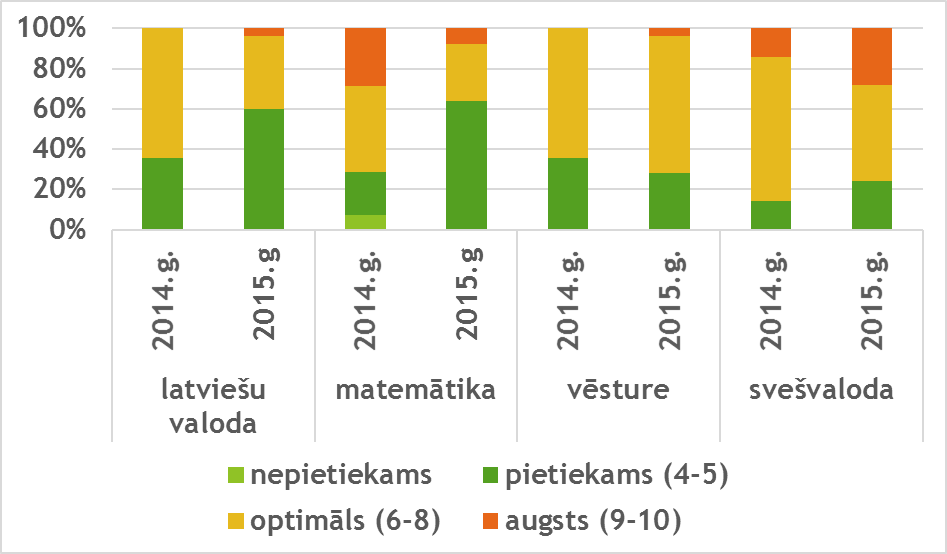 100%
80%
60%
40%
20%
0%
2014.g.
2015.g
2014.g.
2015.g
2014.g.
2015.g.
2014.g.
2015.g.
latviešu
valoda
matemātika
vēsture
svešvaloda
nepietiekams
pietiekams (4-5)
optimāls (6-8)
augsts (9-10)